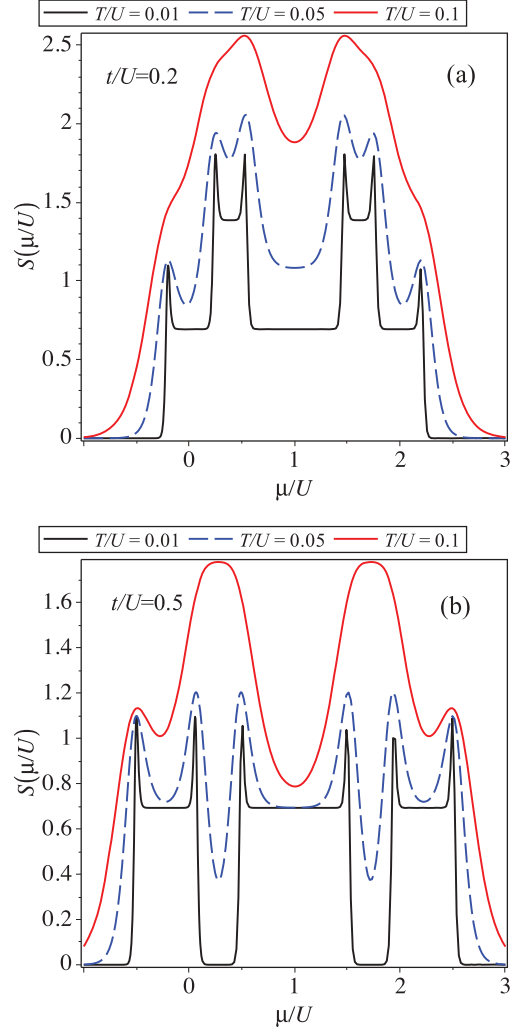 T/U = 0.01 T/U = 0.05 T/U = 0.1
t/U=0.2
(a)
2.5
2
1.5
1
0.5
0
S(μ/U)
0 1 2 3
μ/U
T/U = 0.01 T/U = 0.05 T/U = 0.1
t/U=0.5
(b)
1.6
1.4
1.2
1
0.8
0.6
0.4
0.2
0
S(μ/U)
0 1 2 3
μ/U